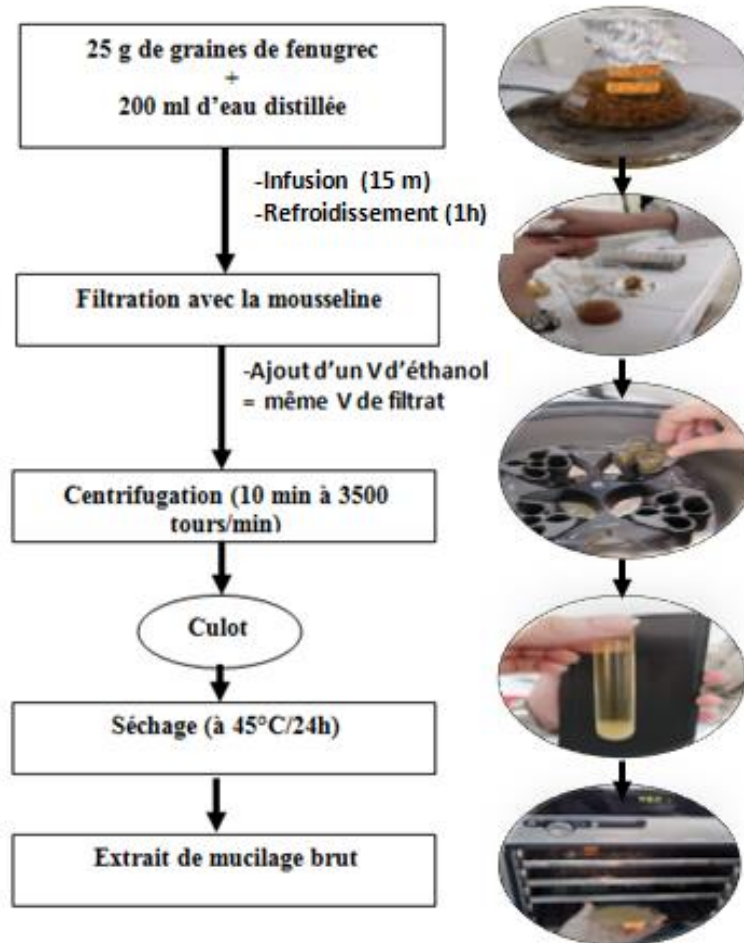 25 g de graines de fenugrec
+
200 ml d'eau distillée
-Infusion (15 m)
-Refroidissement (1h)
Filtration avec la mousseline
-Ajout d'un V d'éthanol
= même V de filtrat
Centrifugation (10 min à 3500
tours/min)
Culot
Séchage (à 45°C/24h)
Extrait de mucilage brut